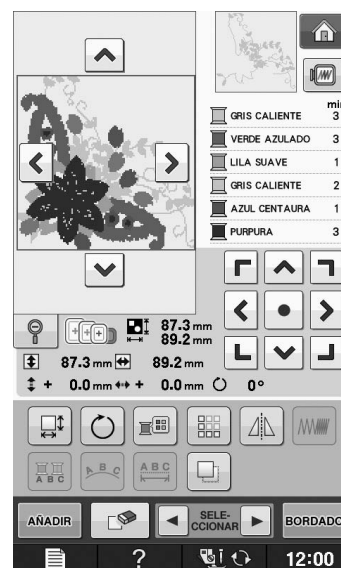 min
GRIS CALIENTE 3
VERDE AZULADO 3
LILA SUAVE 1
GRIS CALIENTE 2
AZUL CENTAURA 1
PURPURA 3
87.3 mm
89.2 mm
87.3 mm 89.2 mm
+ 0.0 mm + 0.0 mm 0°
A B C A B C A B C
AÑADIR SELE-
CCIONAR BORDADO
? 12:00